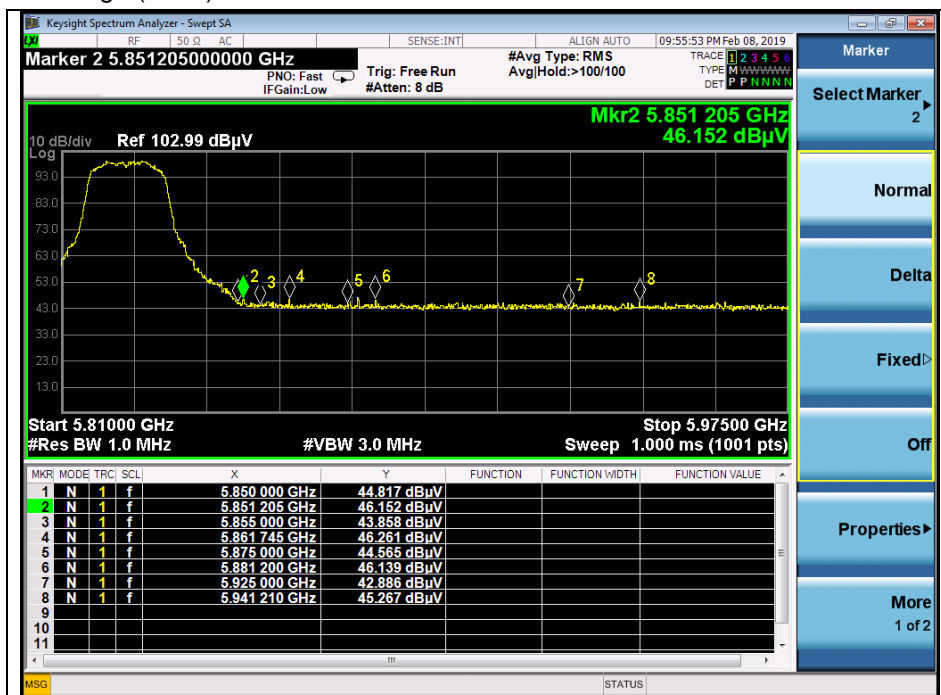 Keysight Spectrum Analyzer - Swept SA
LXI RF 50 Ω AC SENSE:INT ALIGN AUTO 09:55:53 PM Feb 08, 2019
Marker 2 5.851205000000 GHz
PNO: Fast
IFGain:Low
Trig: Free Run
#Atten: 8 dB
#Avg Type: RMS
Avg|Hold:>100/100
TRACE 1 2 3 4 5 6
TYPE M W W W W W
DET P P N N N N
Mkr2 5.851 205 GHz
46.152 dBµV
10 dB/div Ref 102.99 dBµV
Log
93.0
83.0
73.0
63.0
53.0
43.0
33.0
23.0
13.0
2 3 4 5 6 7 8
Start 5.81000 GHz Stop 5.97500 GHz
#Res BW 1.0 MHz #VBW 3.0 MHz Sweep 1.000 ms (1001 pts)
MKR MODE TRC SCL X Y FUNCTION FUNCTION WIDTH FUNCTION VALUE
1 N 1 f 5.850 000 GHz 44.817 dBµV
2 N 1 f 5.851 205 GHz 46.152 dBµV
3 N 1 f 5.855 000 GHz 43.858 dBµV
4 N 1 f 5.861 745 GHz 46.261 dBµV
5 N 1 f 5.875 000 GHz 44.565 dBµV
6 N 1 f 5.881 200 GHz 46.139 dBµV
7 N 1 f 5.925 000 GHz 42.886 dBµV
8 N 1 f 5.941 210 GHz 45.267 dBµV
9
10
11
MSG STATUS
Marker
Select Marker
2
Normal
Delta
Fixed
Off
Properties
More
1 of 2